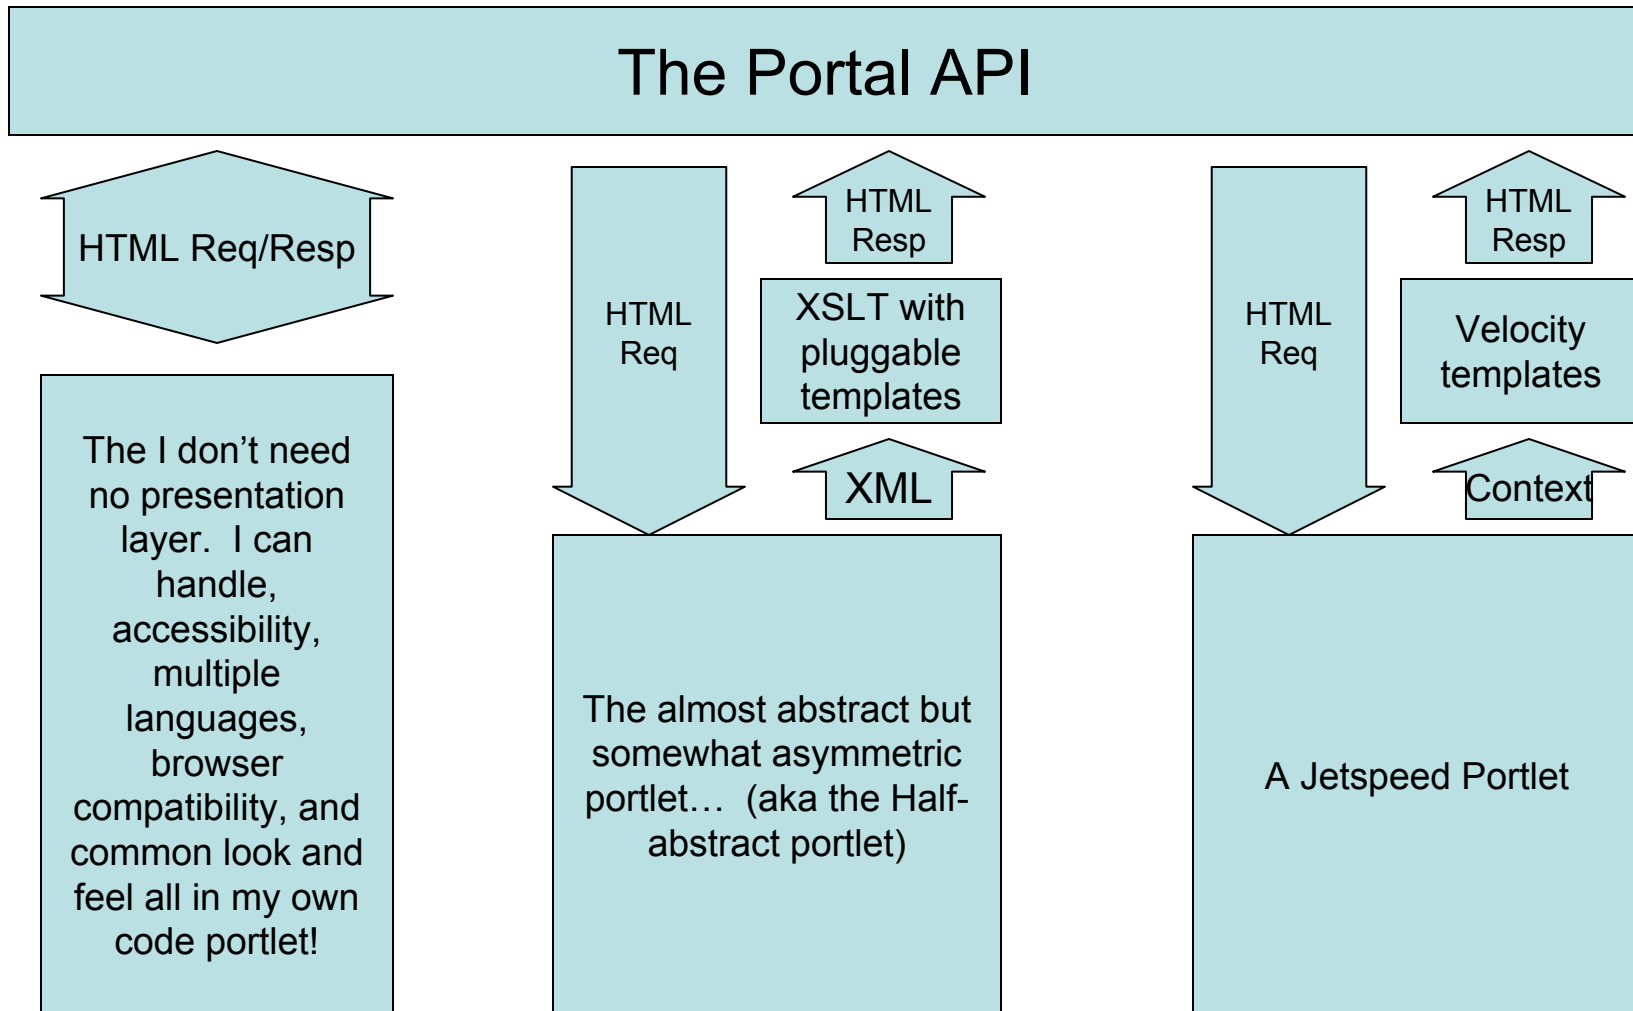 The Portal API
HTML Req/Resp
The I don’t need
no presentation
layer.  I can
handle,
accessibility,
multiple
languages,
browser
compatibility, and
common look and
feel all in my own
code portlet!
HTML
Req
HTML
Resp
XSLT with
pluggable
templates
XML
The almost abstract but
somewhat asymmetric
portlet…  (aka the Half-
abstract portlet)
HTML
Req
HTML
Resp
Velocity
templates
Context
A Jetspeed Portlet